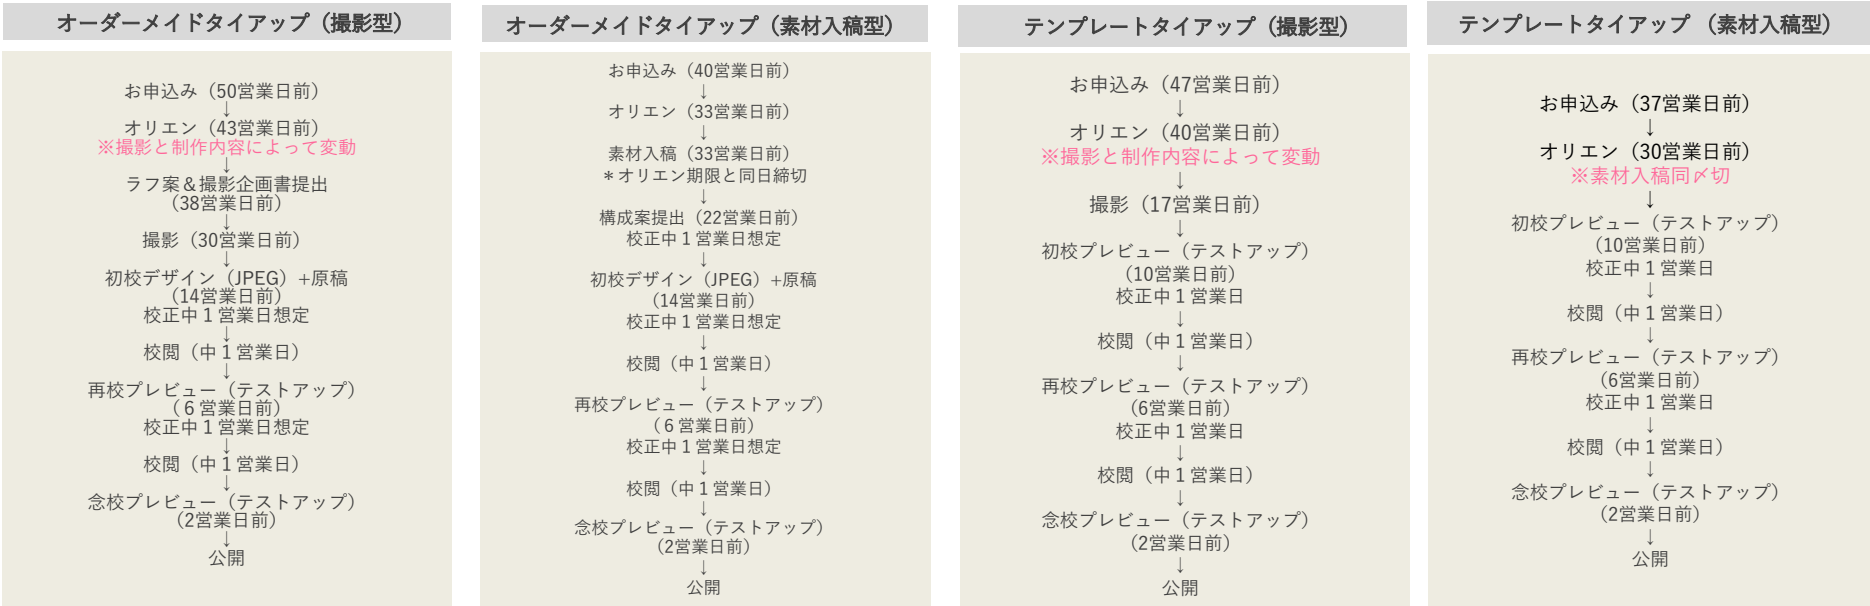 オーダーメイドタイアップ（撮影型）
お申込み（50営業日前）
↓
オリエン（43営業日前）
※撮影と制作内容によって変動
↓
ラフ案＆撮影企画書提出
（38営業日前）
↓
撮影（30営業日前）
↓
初校デザイン（JPEG）+原稿
（14営業日前）
校正中１営業日想定
↓
校閲（中１営業日）
↓
再校プレビュー（テストアップ）
（６営業日前）
校正中１営業日想定
↓
校閲（中１営業日）
↓
念校プレビュー（テストアップ）
（2営業日前）
↓
公開
オーダーメイドタイアップ（素材入稿型）
お申込み（40営業日前）
↓
オリエン（33営業日前）
↓
素材入稿（33営業日前）
＊オリエン期限と同日締切
↓
構成案提出（22営業日前）
校正中１営業日想定
↓
初校デザイン（JPEG）+原稿
（14営業日前）
校正中１営業日想定
↓
校閲（中１営業日）
↓
再校プレビュー（テストアップ）
（６営業日前）
校正中１営業日想定
↓
校閲（中１営業日）
↓
念校プレビュー（テストアップ）
（2営業日前）
↓
公開
テンプレートタイアップ（撮影型）
お申込み（47営業日前）
↓
オリエン（40営業日前）
※撮影と制作内容によって変動
↓
撮影（17営業日前）
↓
初校プレビュー（テストアップ）
（10営業日前）
校正中１営業日
↓
校閲（中１営業日）
↓
再校プレビュー（テストアップ）
（6営業日前）
校正中１営業日
↓
校閲（中１営業日）
↓
念校プレビュー（テストアップ）
（2営業日前）
↓
公開
テンプレートタイアップ （素材入稿型）
お申込み（37営業日前）
↓
オリエン（30営業日前）
※素材入稿同〆切
↓
初校プレビュー（テストアップ）
（10営業日前）
校正中１営業日
↓
校閲（中１営業日）
↓
再校プレビュー（テストアップ）
（6営業日前）
校正中１営業日
↓
校閲（中１営業日）
↓
念校プレビュー（テストアップ）
（2営業日前）
↓
公開